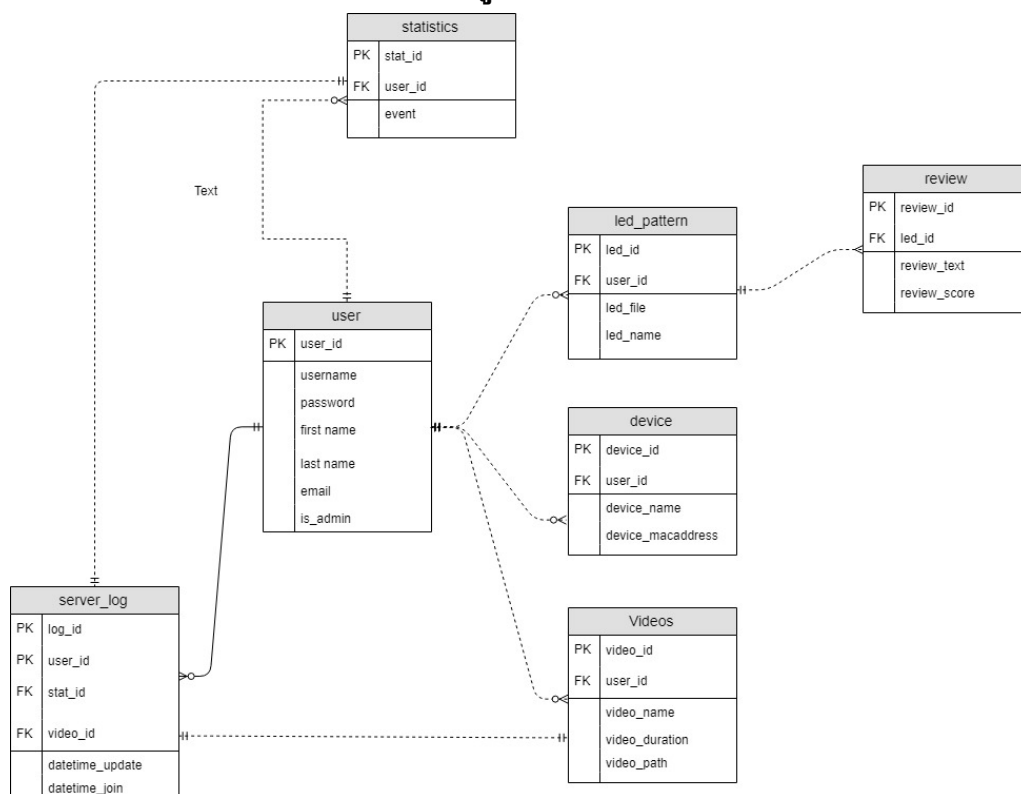 statistics
PK stat_id
FK user_id
event
Text
review
PK review_id
FK led_id
review_text
review_score
led_pattern
PK led_id
FK user_id
led_file
led_name
user
PK user_id
username
password
first name
last name
email
is_admin
device
PK device_id
FK user_id
device_name
device_macaddress
server_log
PK log_id
PK user_id
FK stat_id
FK video_id
datetime_update
datetime_join
Videos
PK video_id
FK user_id
video_name
video_duration
video_path